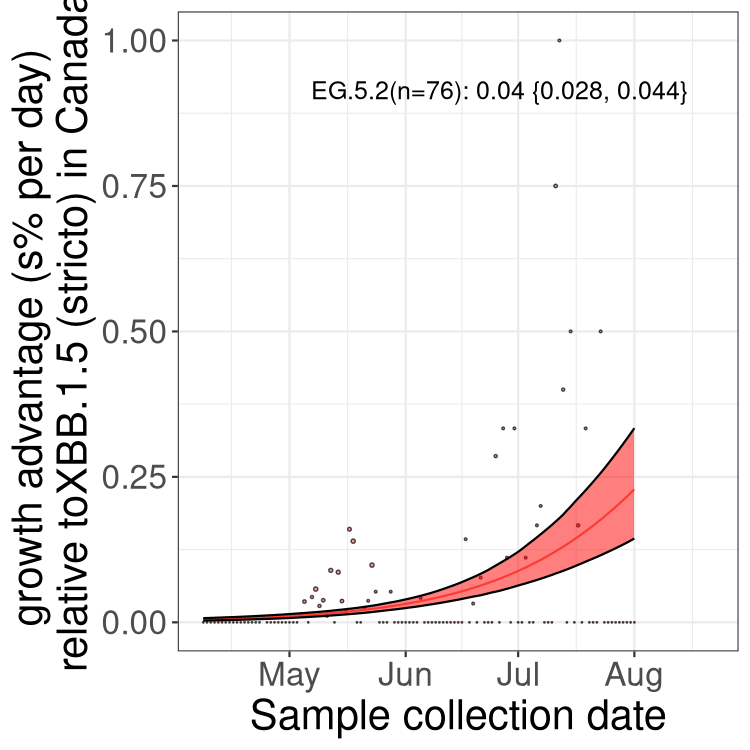 growth advantage (s% per day)
relative toXBB.1.5 (stricto) in Canada
1.00
EG.5.2(n=76): 0.04 {0.028, 0.044}
0.75
0.50
0.25
0.00
May Jun Jul Aug
Sample collection date